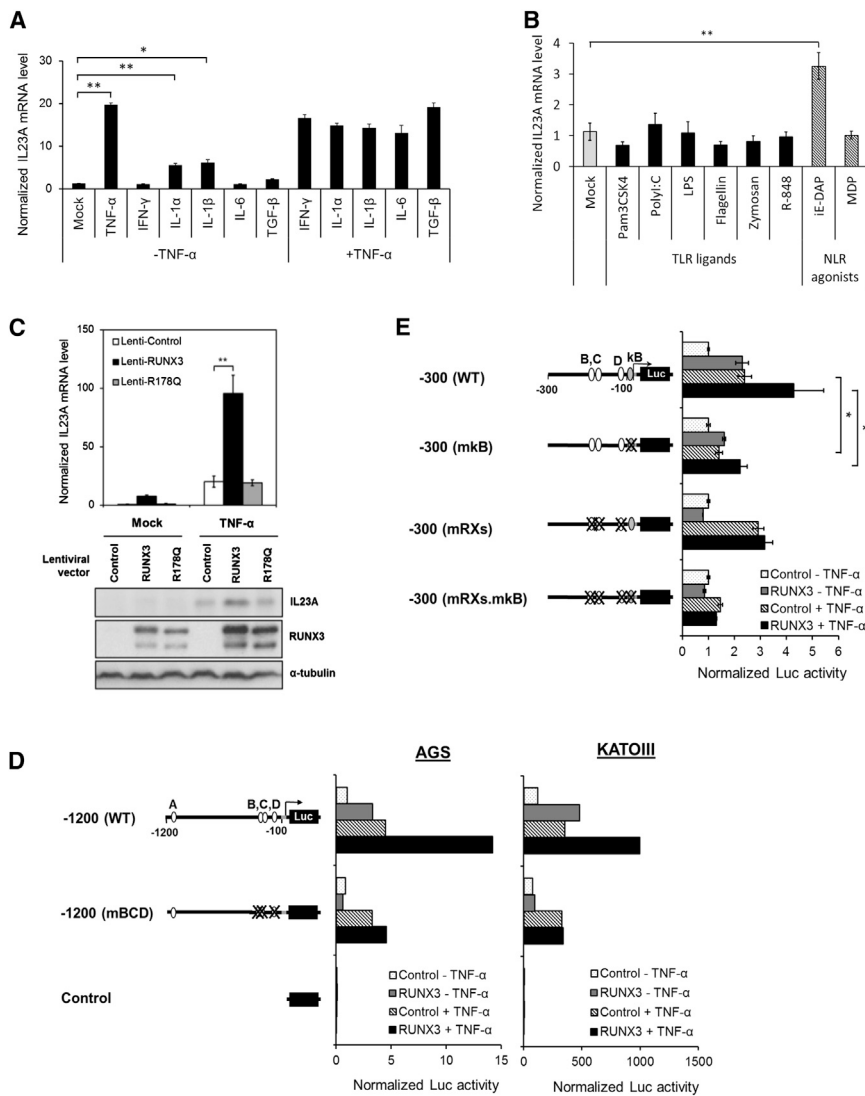 A
Normalized IL23A mRNA level
30
20
10
0
**
**
*
Mock
TNF-α
IFN-γ
IL-1α
IL-1β
IL-6
TGF-β
IFN-γ
IL-1α
IL-1β
IL-6
TGF-β
-TNF-α
+TNF-α
B
Normalized IL23A mRNA level
5
4
3
2
1
0
**
Mock
Pam3CSK4
PolyI:C
LPS
Flagellin
Zymosan
R-848
iE-DAP
MDP
TLR ligands
NLR
agonists
C
Normalized IL23A mRNA level
150
100
50
0
Lenti-Control
Lenti-RUNX3
Lenti-R178Q
**
Mock
TNF-α
Lentiviral
vector
Control
RUNX3
R178Q
Control
RUNX3
R178Q
IL23A
RUNX3
α-tubulin
E
-300 (WT)
B,C
D
kB
Luc
-300
-100
-300 (mkB)
-300 (mRXs)
-300 (mRXs.mkB)
*
Control - TNF-α
RUNX3 - TNF-α
Control + TNF-α
RUNX3 + TNF-α
0 1 2 3 4 5 6
Normalized Luc activity
D
AGS
KATOIII
-1200 (WT)
A
B,C,D
Luc
-1200
-100
-1200 (mBCD)
Control
Control - TNF-α
RUNX3 - TNF-α
Control + TNF-α
RUNX3 + TNF-α
0 5 10 15
Normalized Luc activity
Control - TNF-α
RUNX3 - TNF-α
Control + TNF-α
RUNX3 + TNF-α
0 500 1000 1500
Normalized Luc activity